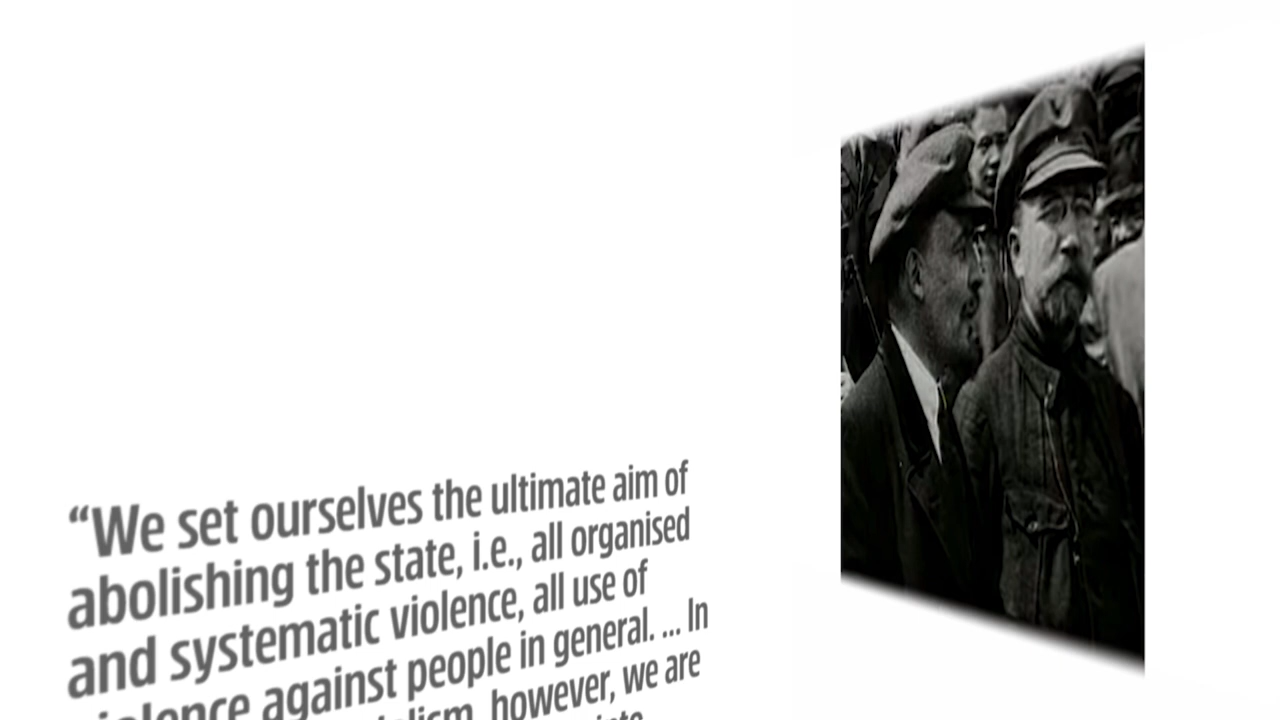 “We set ourselves the ultimate aim of
abolishing the state, i.e., all organised
and systematic violence, all use of
violence against people in general. ... In
however, we are